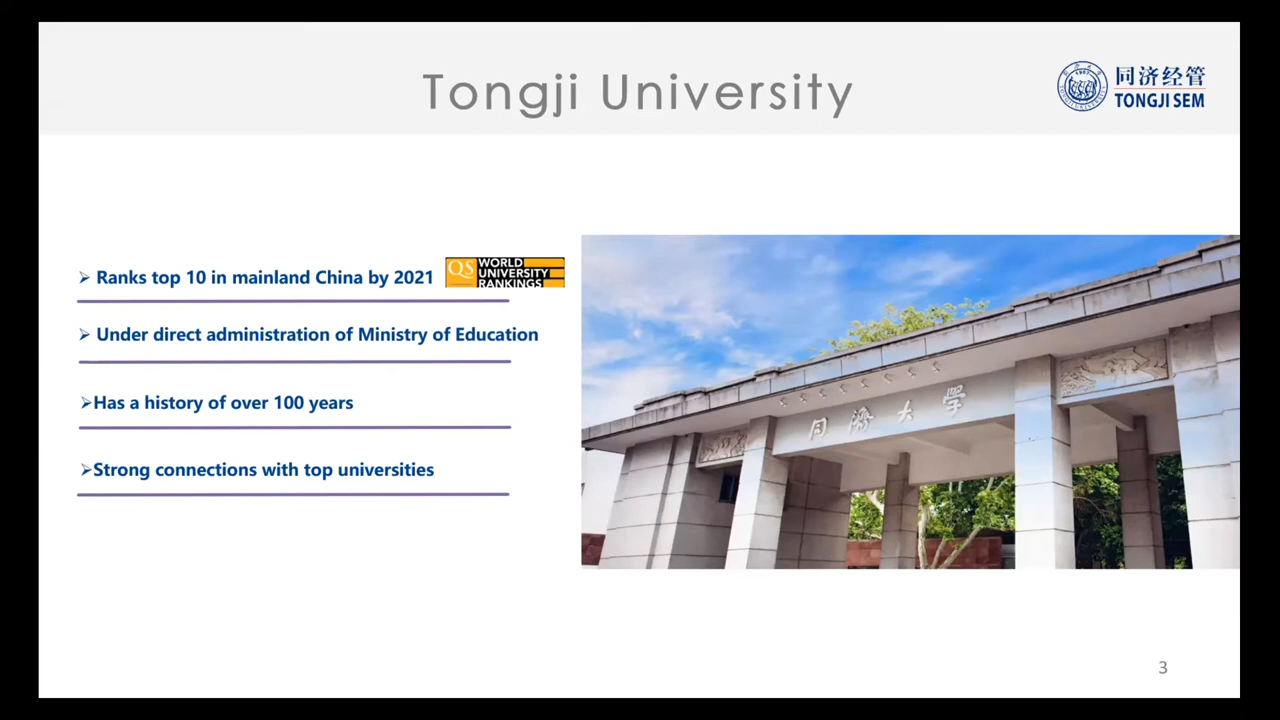 Tongji University
同济经管
TONGJI SEM
➢ Ranks top 10 in mainland China by 2021
QS WORLD
UNIVERSITY
RANKINGS
➢ Under direct administration of Ministry of Education
➢Has a history of over 100 years
➢Strong connections with top universities
同濟大学
3